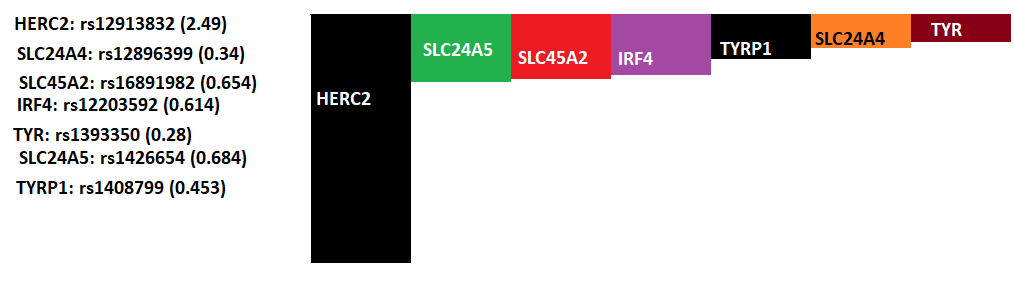 HERC2: rs12913832 (2.49)
SLC24A4: rs12896399 (0.34)
SLC45A2: rs16891982 (0.654)
IRF4: rs12203592 (0.614)
TYR: rs1393350 (0.28)
SLC24A5: rs1426654 (0.684)
TYRP1: rs1408799 (0.453)
HERC2
SLC24A5
SLC45A2
IRF4
TYRP1
SLC24A4
TYR